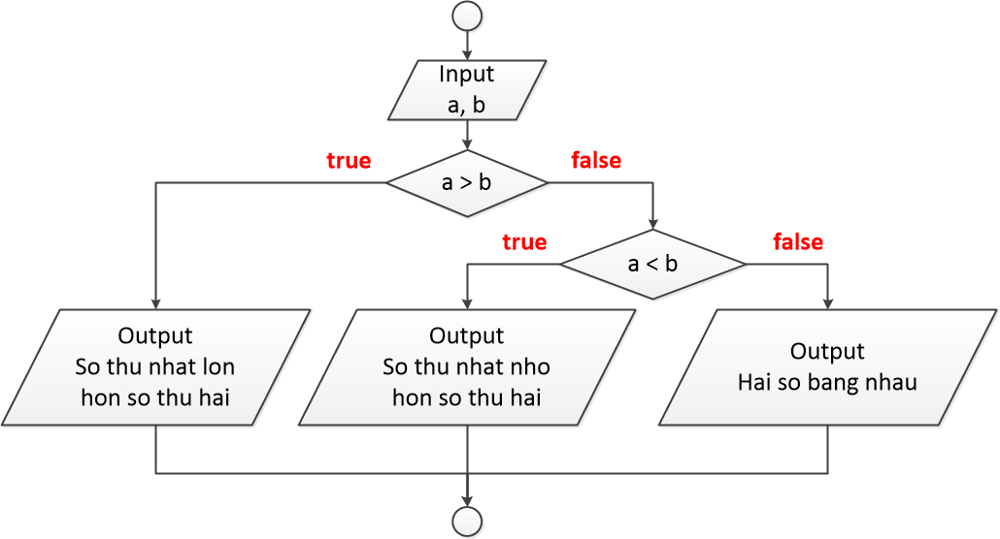 Input
a, b
true
false
a > b
true
false
a < b
Output
So thu nhat lon
hon so thu hai
Output
So thu nhat nho
hon so thu hai
Output
Hai so bang nhau